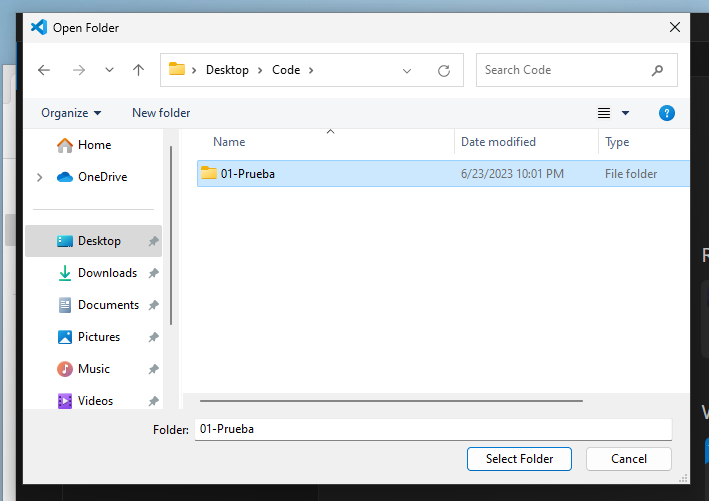 Open Folder
Desktop Code
Search Code
Organize New folder
Name Date modified Type
Home
OneDrive
01-Prueba 6/23/2023 10:01 PM File folder
Desktop
Downloads
Documents
Pictures
Music
Videos
Folder: 01-Prueba
Select Folder Cancel